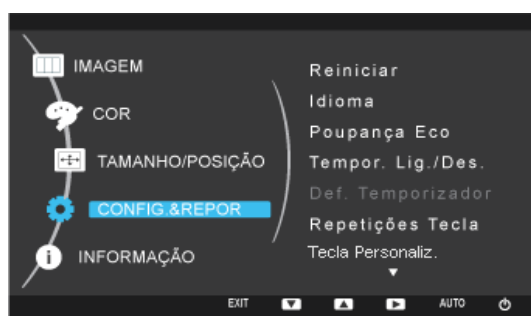 IMAGEM
COR
TAMANHO/POSIÇÃO
CONFIG.&REPOR
INFORMAÇÃO
Reiniciar
Idioma
Poupança Eco
Tempor. Lig./Des.
Def. Temporizador
Repetições Tecla
Tecla Personaliz.
EXIT
AUTO